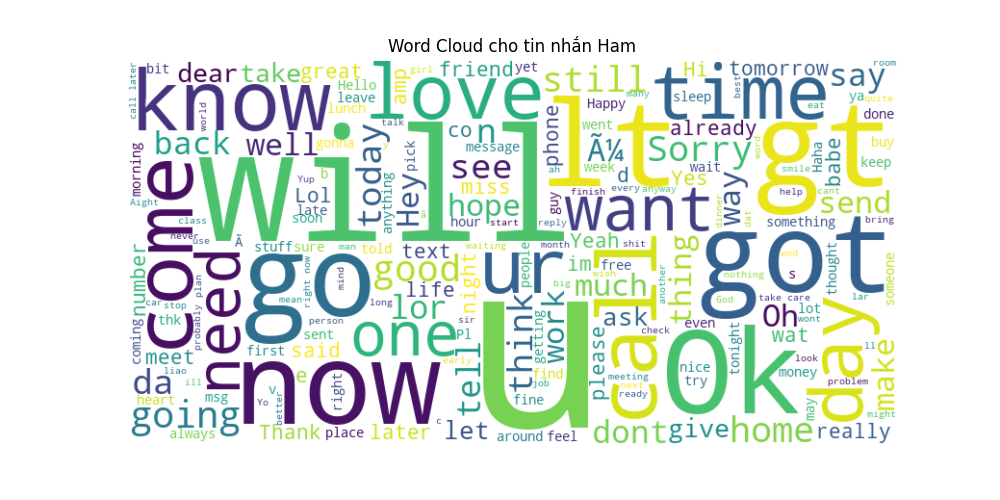 Word Cloud cho tin nhắn Ham
call later
bit
dear
take
great
girl
friend
yet
Hi
tomorrow
say
room
know
world
Hello
leave
lunch
amp
love
still
many
sleep
time
best
ya
eat
quite
done
back
well
gonna
talk
y
co
n
message
Happy
went
already
phone
ü
Sorry
word
buy
morning
Aight
come
will
today
anything
Hey
pick
see
miss
hope
ah
week
d
Yes
wait
lt
gt
Haha
babe
keep
smile
cant
help
Yup
b
Lol
late
soon
hour
start
guy
finish
every
anyway
reply
want
way
dinner
dat
send
something
bring
class
never
use
Ã
stuff
sure
man
told
text
waiting
people
month
shit
Yeah
im
free
thing
got
thought
lar
someone
number
need
go
right now
mind
good
night
ur
wish
big
much
another
nothing
God
end
s
car
stop
thk
probably plan
mean
long
life
person
lor
sir
think
getting
work
call
take care
lot
wont
day
coming
meet
sent
one
Pl
ask
check
even
Oh
wat
ll
look
make
first
said
early
find
please
tonight
money
problem
da
liao
ill
e
v
tell
job
fine
meeting
next
ready
nice
try
ok
may
might
heart
msg
Yo
better
now
right
c
u
going
always
Thank
place
later
let
around
feel
dont
give
home
really